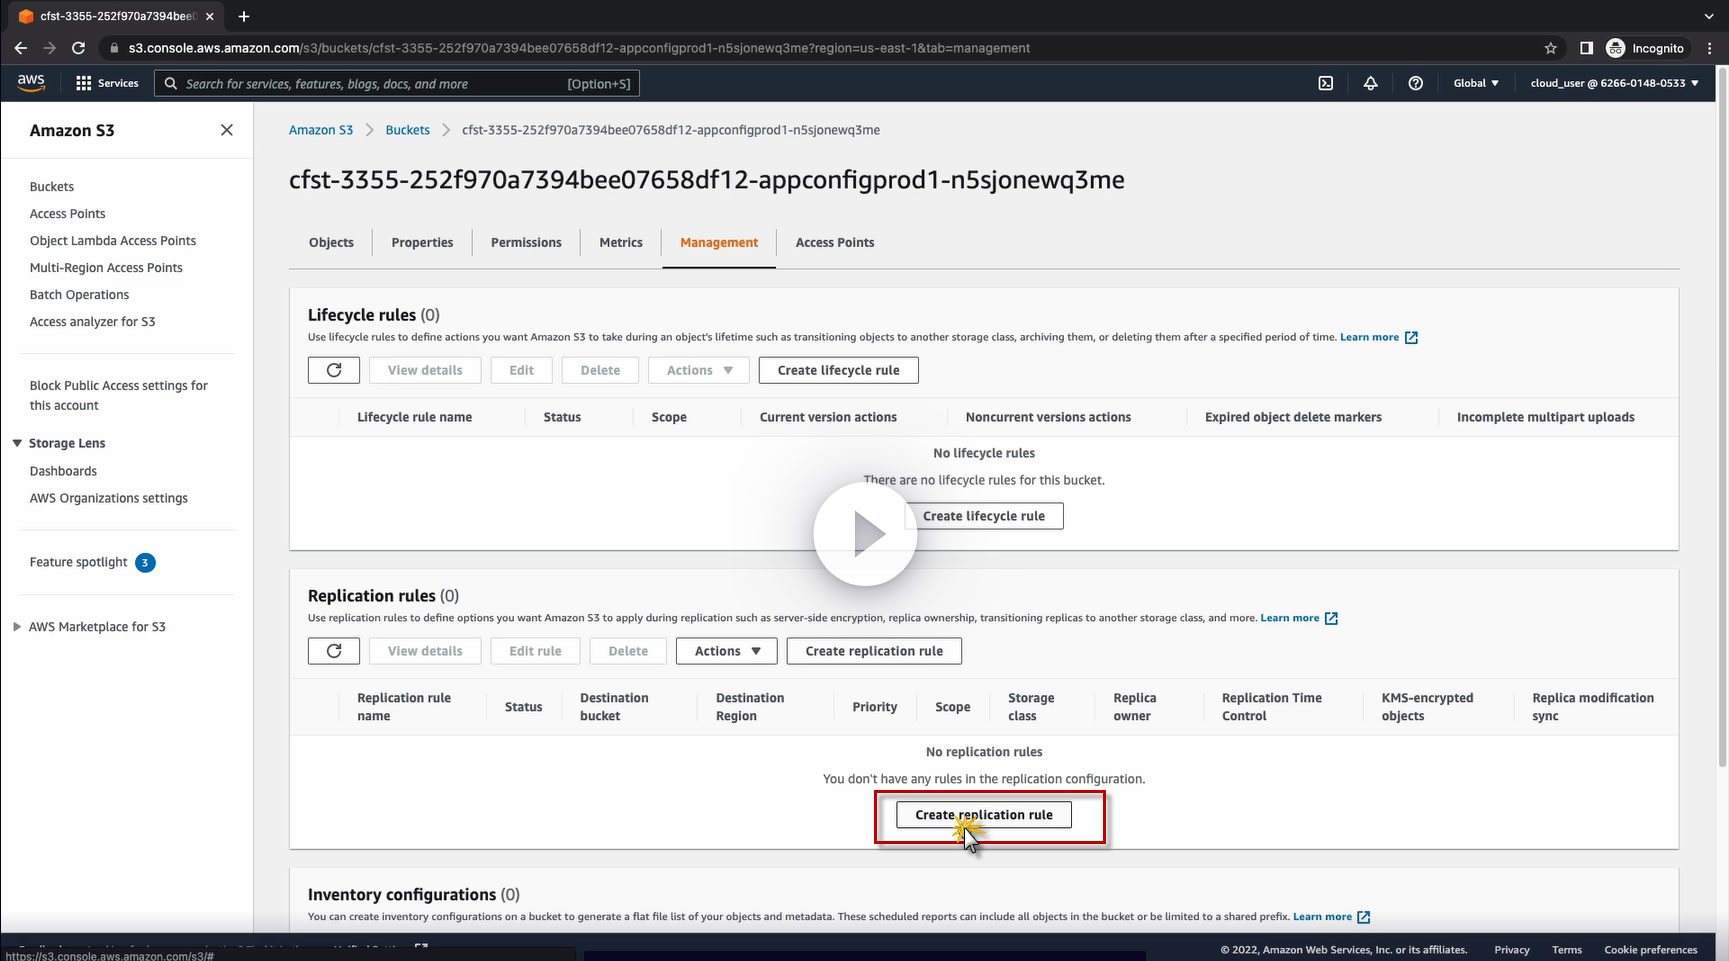 cfst-3355-252f970a7394bee0
s3.console.aws.amazon.com/s3/buckets/cfst-3355-252f970a7394bee07658df12-appconfigprod1-n5sjonewq3me?region=us-east-1&tab=management
Incognito
aws
Services
Search for services, features, blogs, docs, and more
[Option+S]
Global
cloud_user @ 6266-0148-0533
Amazon S3
Buckets
Access Points
Object Lambda Access Points
Multi-Region Access Points
Batch Operations
Access analyzer for S3
Block Public Access settings for
this account
Storage Lens
Dashboards
AWS Organizations settings
Feature spotlight 3
AWS Marketplace for S3
Amazon S3 Buckets cfst-3355-252f970a7394bee07658df12-appconfigprod1-n5sjonewq3me
cfst-3355-252f970a7394bee07658df12-appconfigprod1-n5sjonewq3me
Objects Properties Permissions Metrics Management Access Points
Lifecycle rules (0)
Use lifecycle rules to define actions you want Amazon S3 to take during an object's lifetime such as transitioning objects to another storage class, archiving them, or deleting them after a specified period of time. Learn more
View details Edit Delete Actions Create lifecycle rule
Lifecycle rule name Status Scope Current version actions Noncurrent versions actions Expired object delete markers Incomplete multipart uploads
No lifecycle rules
There are no lifecycle rules for this bucket.
Create lifecycle rule
Replication rules (0)
Use replication rules to define options you want Amazon S3 to apply during replication such as server-side encryption, replica ownership, transitioning replicas to another storage class, and more. Learn more
View details Edit rule Delete Actions Create replication rule
Replication rule name Status Destination bucket Destination Region Priority Scope Storage class Replica owner Replication Time Control KMS-encrypted objects Replica modification sync
No replication rules
You don't have any rules in the replication configuration.
Create replication rule
Inventory configurations (0)
You can create inventory configurations on a bucket to generate a flat file list of your objects and metadata. These scheduled reports can include all objects in the bucket or be limited to a shared prefix. Learn more
https://s3.console.aws.amazon.com/s3/#
© 2022, Amazon Web Services, Inc. or its affiliates. Privacy Terms Cookie preferences